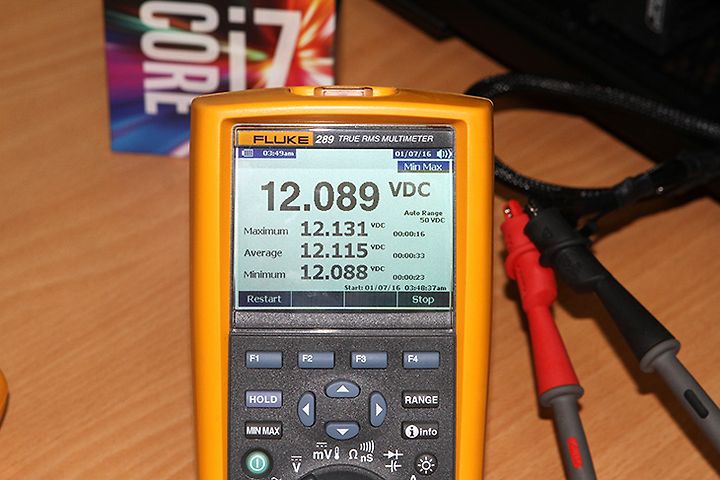 CORE i7
FLUKE 289 TRUE RMS MULTIMETER
03:49am 01/07/16
Min Max
12.089 VDC
Auto Range
50 VDC
Maximum 12.131 VDC 00:00:16
Average 12.115 VDC 00:00:33
Minimum 12.088 VDC 00:00:23
Start: 01/07/16 03:48:37am
Restart Stop
F1 F2 F3 F4
HOLD RANGE
MIN MAX i info
V mV Ω nS